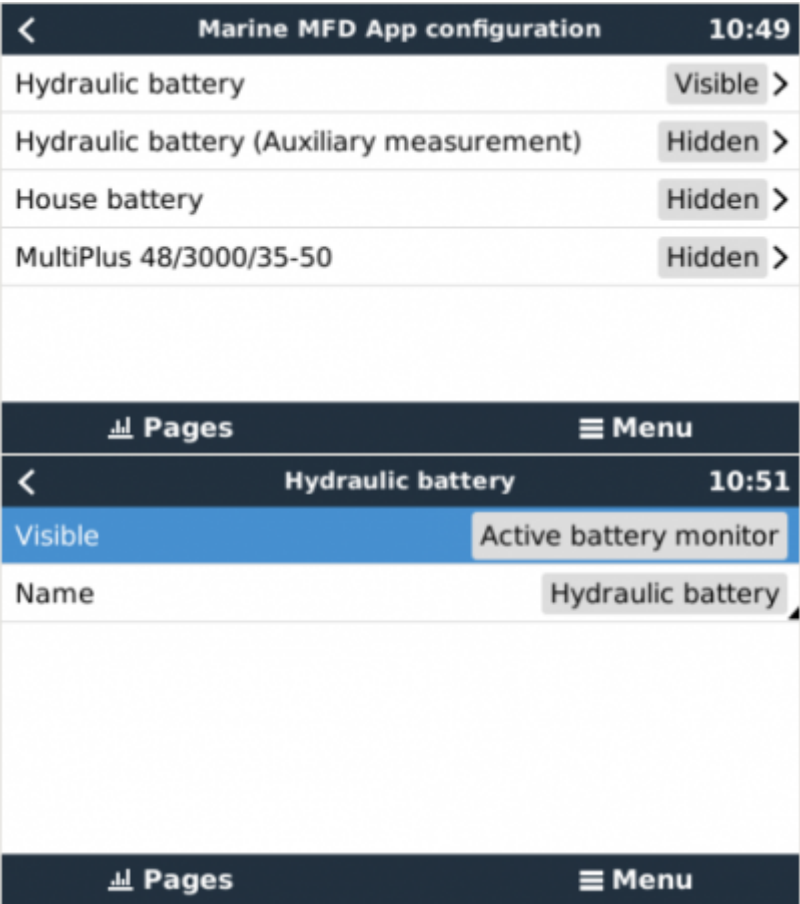 Marine MFD App configuration 10:49
Hydraulic battery Visible
Hydraulic battery (Auxiliary measurement) Hidden
House battery Hidden
MultiPlus 48/3000/35-50 Hidden
Pages Menu
Hydraulic battery 10:51
Visible Active battery monitor
Name Hydraulic battery
Pages Menu